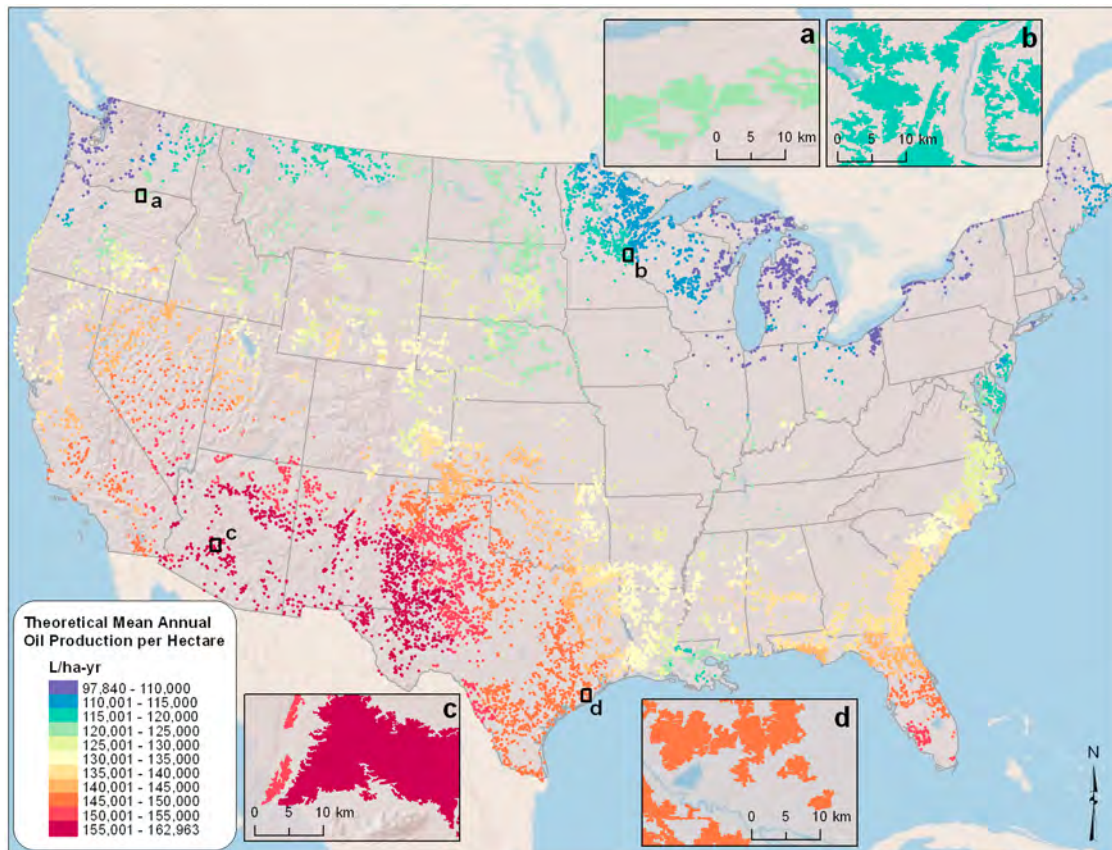 a
b
0 5 10 km
0 5 10 km
a
b
c
d
Theoretical Mean Annual
Oil Production per Hectare
L/ha-yr
97,840 - 110,000
110,001 - 115,000
115,001 - 120,000
120,001 - 125,000
125,001 - 130,000
130,001 - 135,000
135,001 - 140,000
140,001 - 145,000
145,001 - 150,000
150,001 - 155,000
155,001 - 162,963
c
0 5 10 km
d
0 5 10 km
N